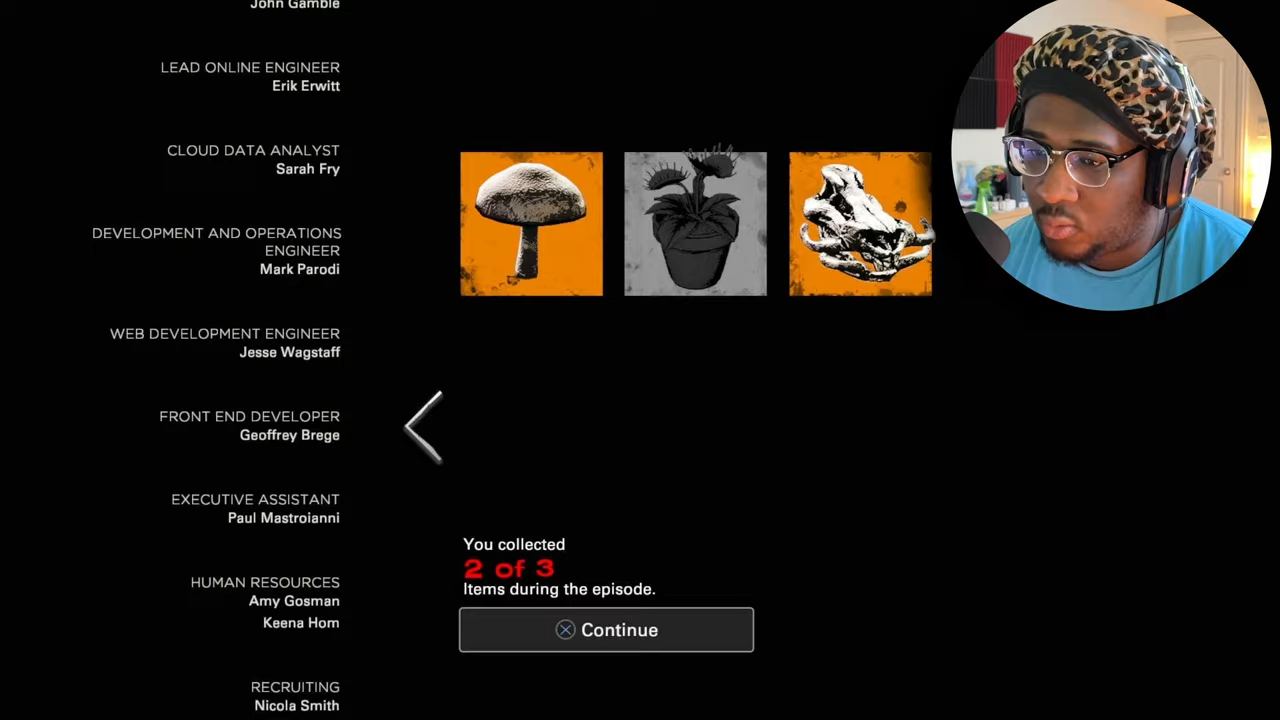 John Gamble
LEAD ONLINE ENGINEER
Erik Erwitt
CLOUD DATA ANALYST
Sarah Fry
DEVELOPMENT AND OPERATIONS
ENGINEER
Mark Parodi
WEB DEVELOPMENT ENGINEER
Jesse Wagstaff
FRONT END DEVELOPER
Geoffrey Brege
EXECUTIVE ASSISTANT
Paul Mastroianni
HUMAN RESOURCES
Amy Gosman
Keena Hom
RECRUITING
Nicola Smith
You collected
2 of 3
Items during the episode.
Continue